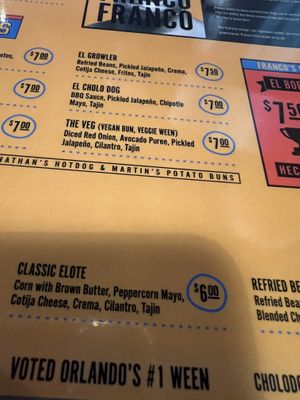 FRANCO
FRANCO
$7.00
EL GROWLER
Refried Beans, Pickled Jalapeño, Crema,
Cotija Cheese, Fritos, Tajin
$7.50
$7.00
EL CHOLO DOG
BBQ Sauce, Pickled Jalapeño, Chipotle
Mayo, Tajin
$7.00
$7.00
THE VEG (VEGAN BUN, VEGGIE WEEN)
Diced Red Onion, Avocado Puree, Pickled
Jalapeño, Cilantro, Tajin
$7.00
NATHAN'S HOTDOG & MARTIN'S POTATO BUNS
FRANCO'S
EL BO
$7.50
HEC
CLASSIC ELOTE
Corn with Brown Butter, Peppercorn Mayo,
Cotija Cheese, Crema, Cilantro, Tajin
$6.00
REFRIED BE
Refried Beans
Blended Ch
VOTED ORLANDO'S #1 WEEN
CHOLODE